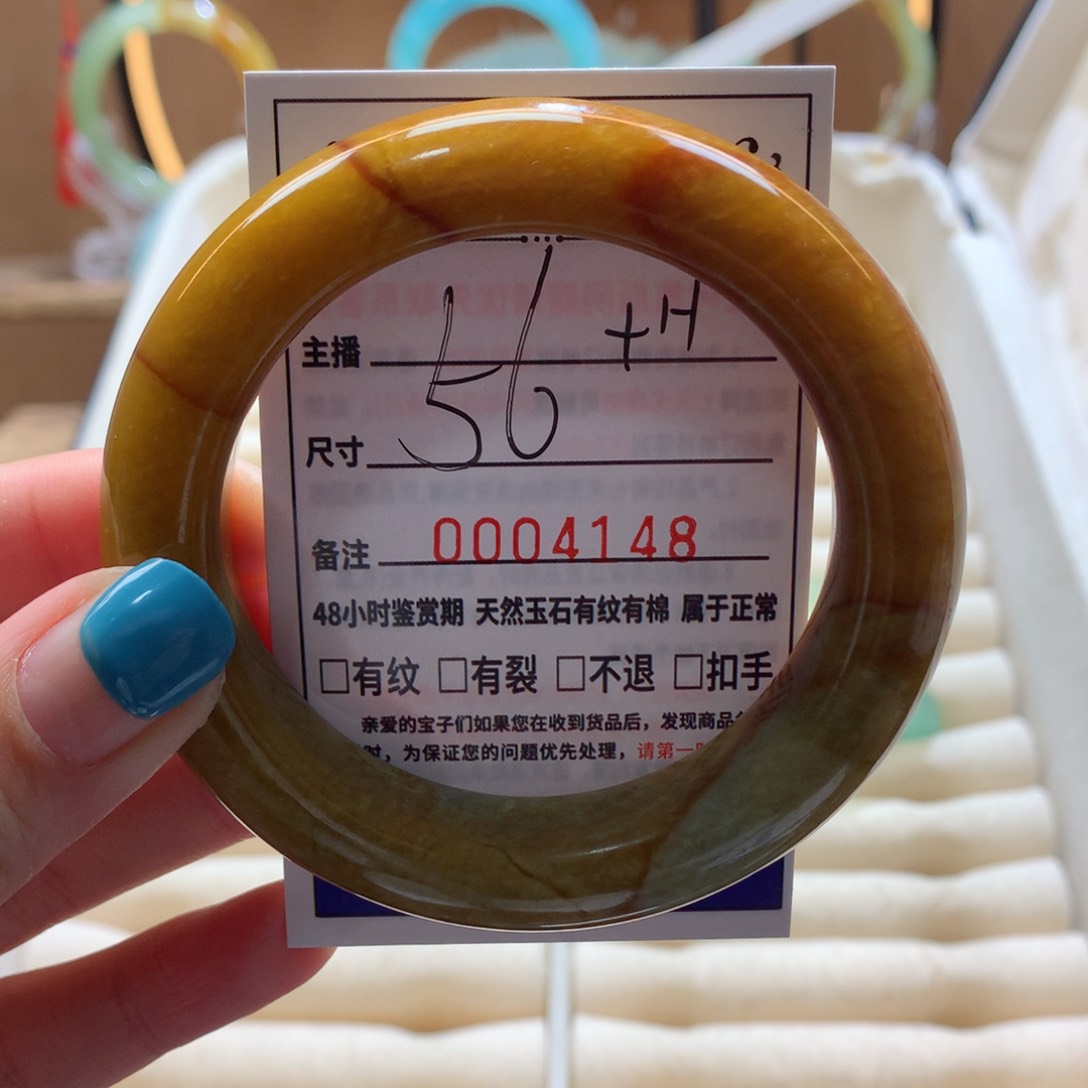 主播
56 +H
尺寸
备注 0004148
48小时鉴赏期 天然玉石有纹有棉 属于正常
□有纹 □有裂 □不退 □扣手
亲爱的宝子们如果您在收到货品后，发现商品
时，为保证您的问题优先处理，请第一